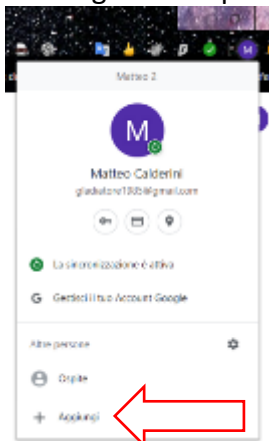 Matteo 2
M
Matteo Calderini
La sincronizzazione è attiva
G Gestisci il tuo Account Google
Altre persone
Ospite
+ Aggiungi